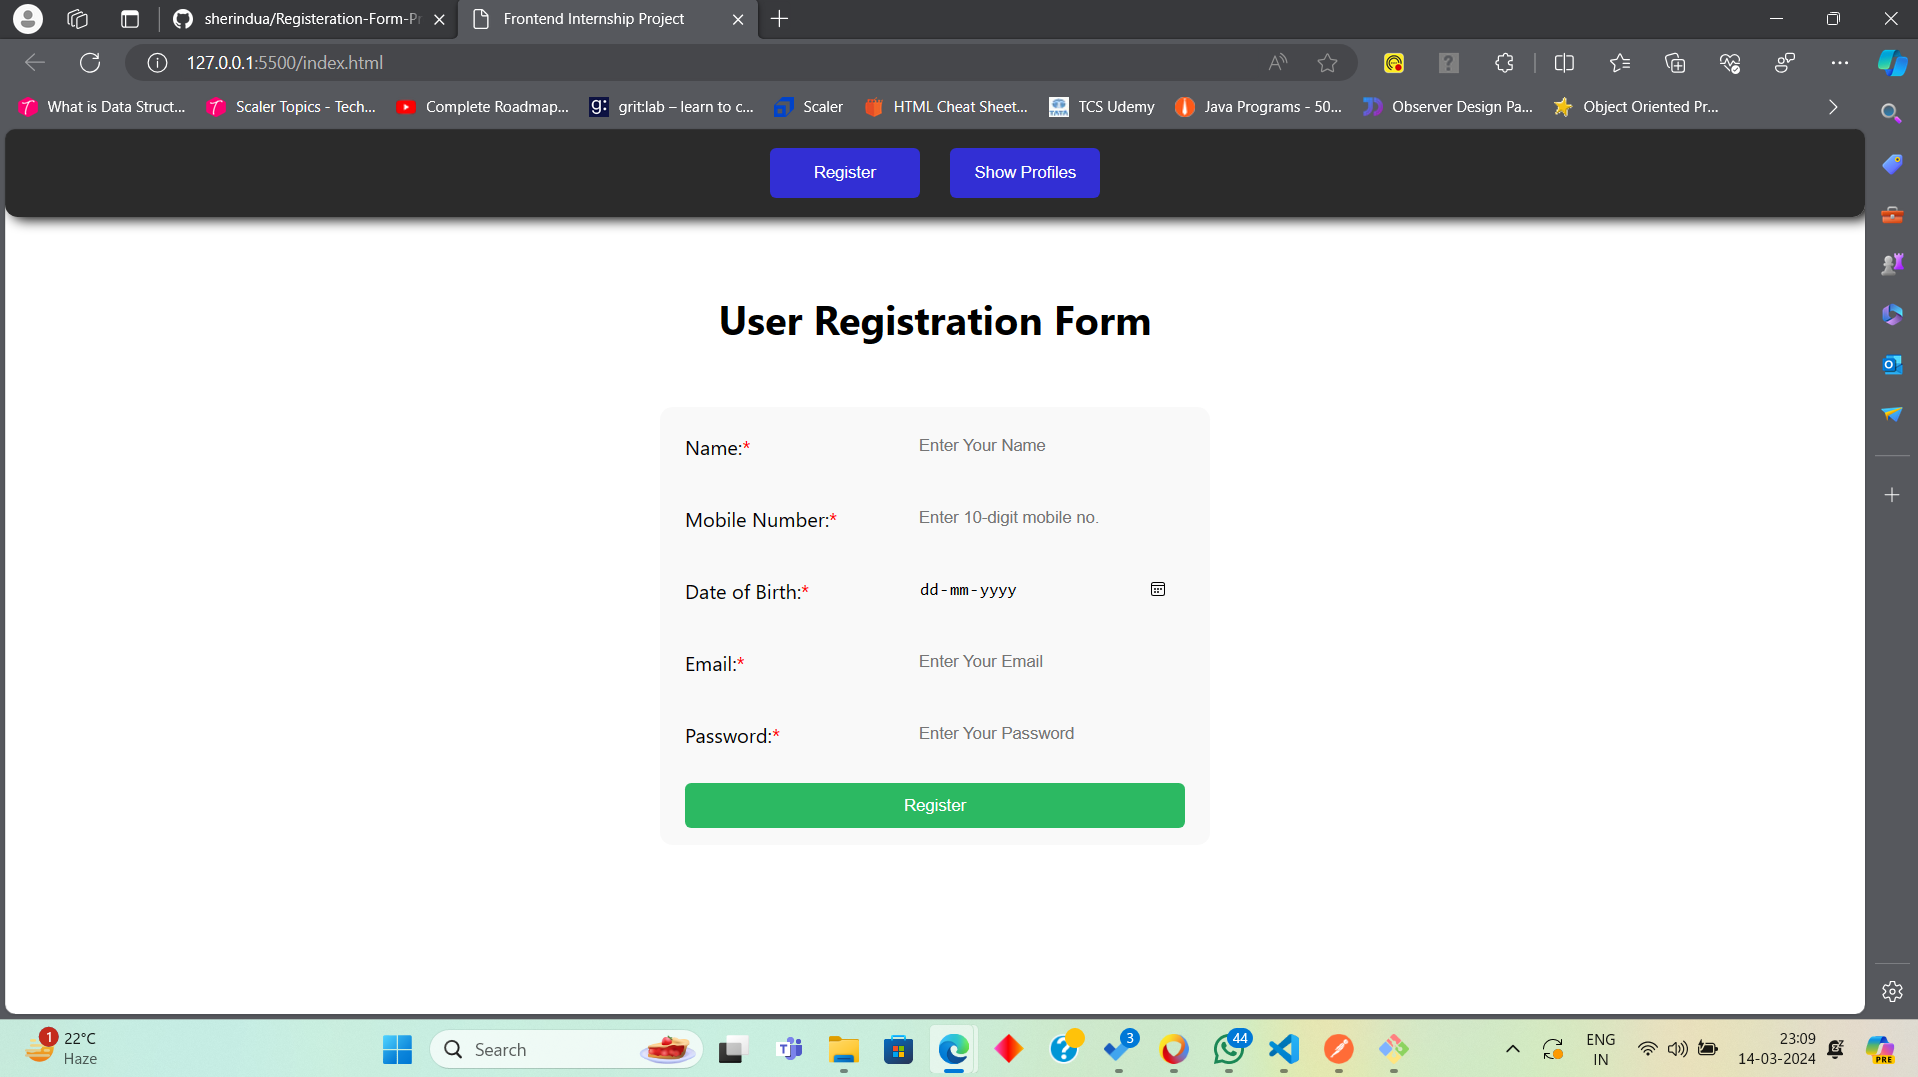 sherindua/Registeration-Form-Pr
Frontend Internship Project
127.0.0.1:5500/index.html
What is Data Struct...
Scaler Topics - Tech...
Complete Roadmap...
g: grit:lab – learn to c...
Scaler
HTML Cheat Sheet...
TATA TCS Udemy
Java Programs - 50...
Observer Design Pa...
Object Oriented Pr...
Register
Show Profiles
User Registration Form
Name:* Enter Your Name
Mobile Number:* Enter 10-digit mobile no.
Date of Birth:* dd-mm-yyyy
Email:* Enter Your Email
Password:* Enter Your Password
Register
1
22°C
Haze
Search
3
44
ENG
IN
23:09
14-03-2024
PRE